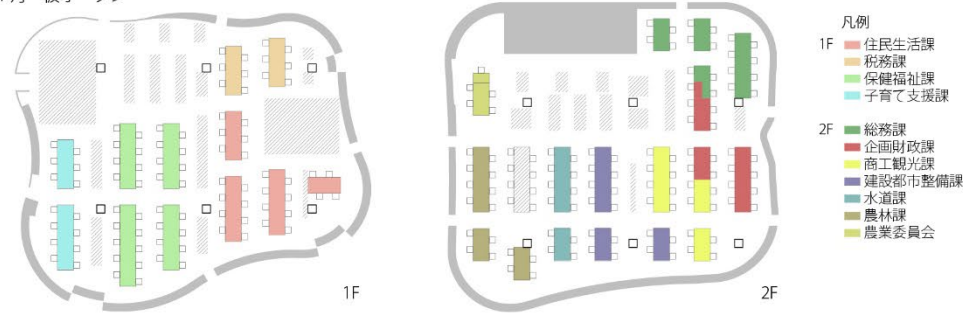 凡例
1F 住民生活課
税務課
保健福祉課
子育て支援課
2F 総務課
企画財政課
商工観光課
建設都市整備課
水道課
農林課
農業委員会
1F
2F